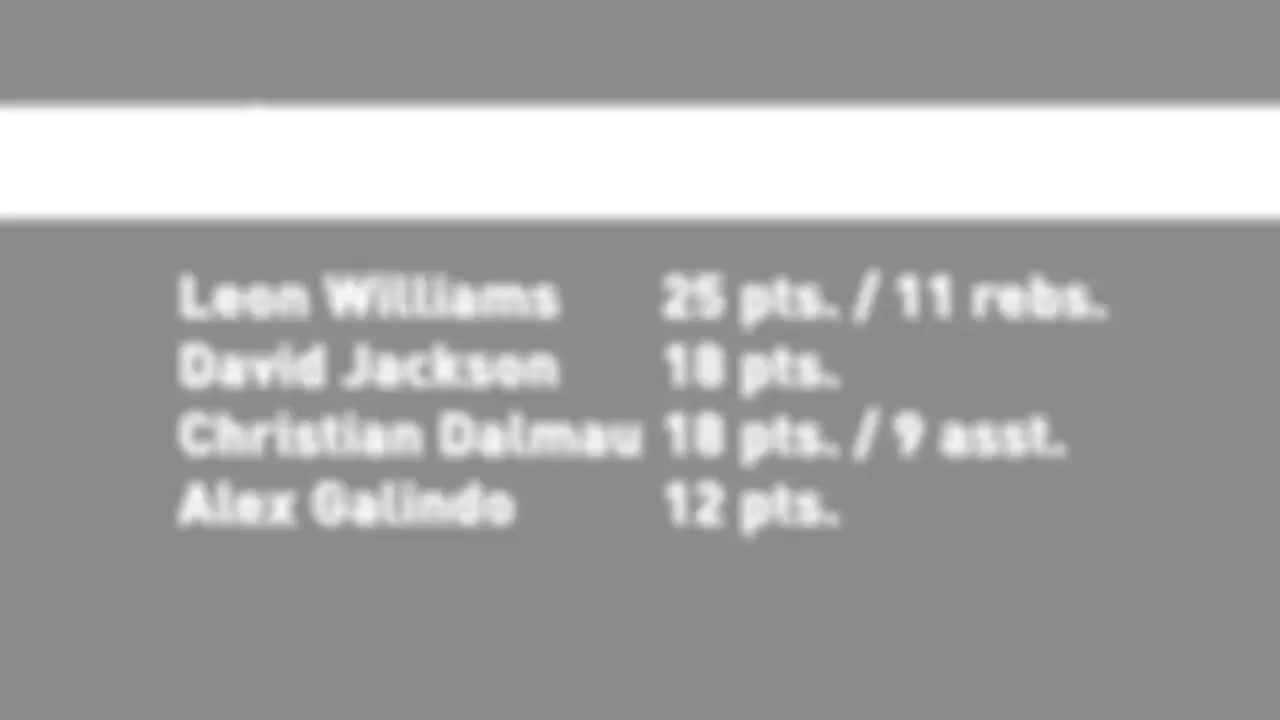 Leon Williams 25 pts. / 11 rebs.
David Jackson 18 pts.
Christian Dalmau 18 pts. / 9 asst.
Alex Galindo 12 pts.